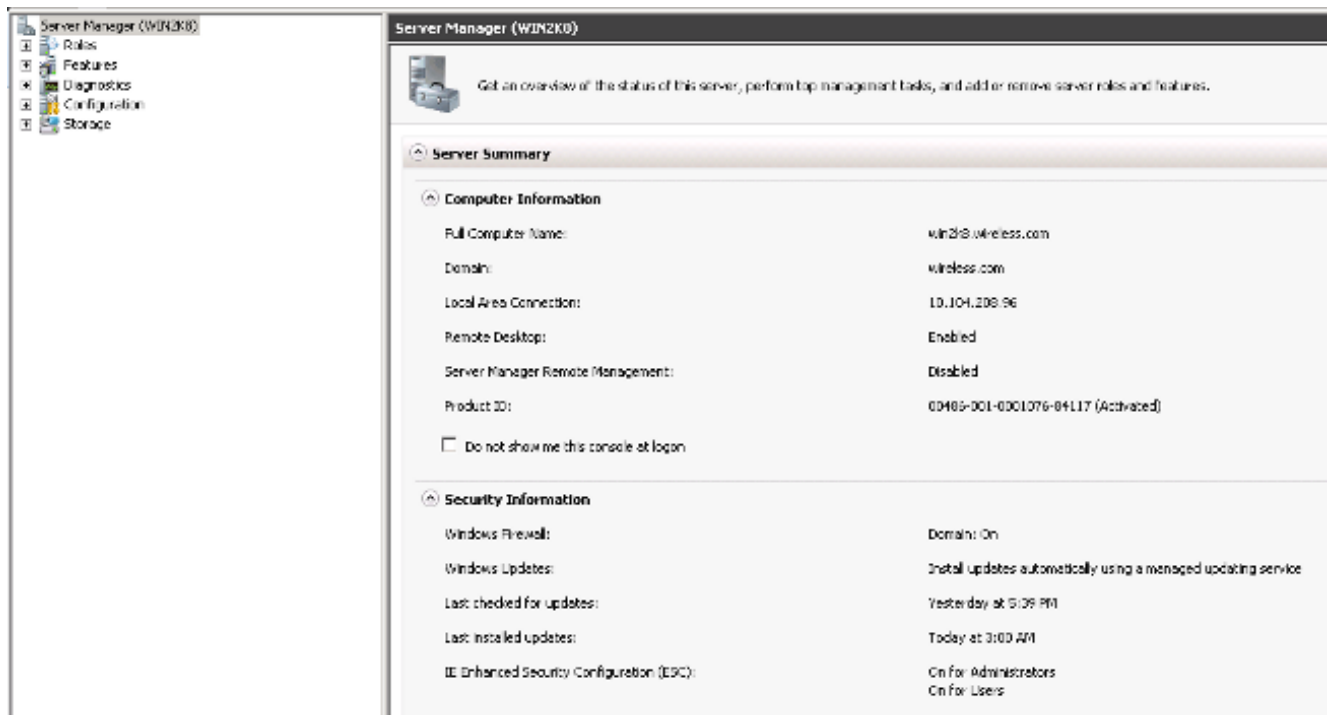 Server Manager (WIN2K8)
Roles
Features
Diagnostics
Configuration
Storage
Server Manager (WIN2K8)
Get an overview of the status of this server, perform top management tasks, and add or remove server roles and features.
Server Summary
Computer Information
Full Computer Name: win2k8.wireless.com
Domain: wireless.com
Local Area Connection: 10.104.208.96
Remote Desktop: Enabled
Server Manager Remote Management: Disabled
Product ID: 00486-001-0001076-84117 (Activated)
Do not show me this console at logon
Security Information
Windows Firewall: Domain: On
Windows Updates: Install updates automatically using a managed updating service
Last checked for updates: Yesterday at 5:39 PM
Last installed updates: Today at 3:00 AM
IE Enhanced Security Configuration (ESC): On for Administrators
On for Users